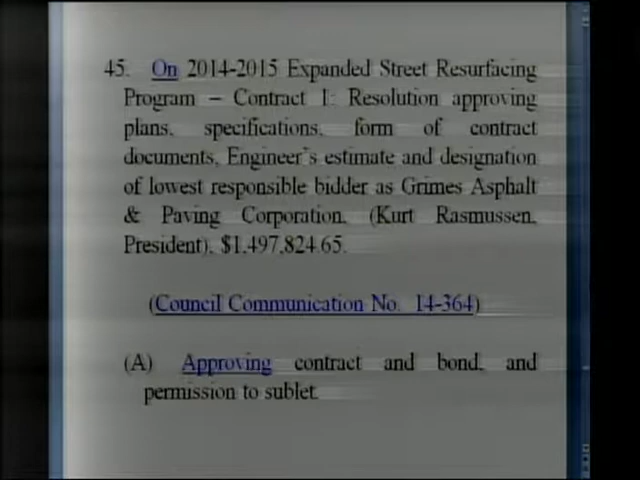 45. On 2014-2015 Expanded Street Resurfacing
Program – Contract 1: Resolution approving
plans, specifications, form of contract
documents, Engineer's estimate and designation
of lowest responsible bidder as Grimes Asphalt
& Paving Corporation, (Kurt Rasmussen,
President), $1,497,824.65.
(Council Communication No. 14-364)
(A) Approving contract and bond, and
permission to sublet.